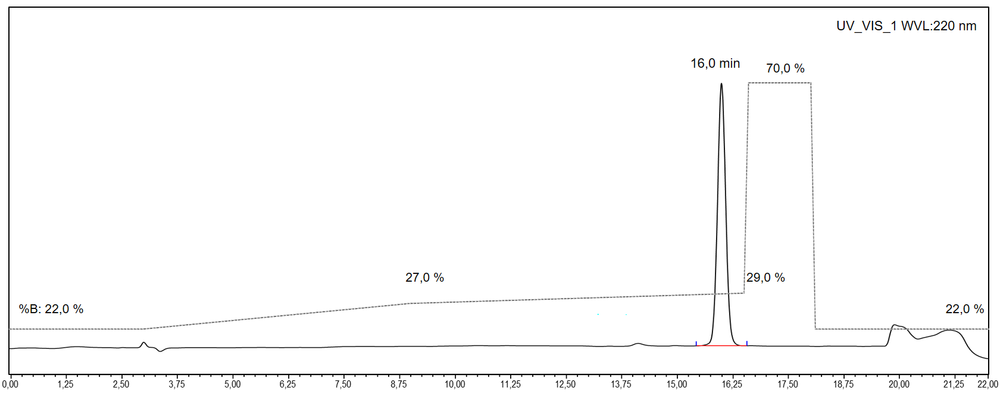 UV_VIS_1 WVL:220 nm
16,0 min
70,0 %
27,0 %
29,0 %
%B: 22,0 %
22,0 %
0,00 1,25 2,50 3,75 5,00 6,25 7,50 8,75 10,00 11,25 12,50 13,75 15,00 16,25 17,50 18,75 20,00 21,25 22,00